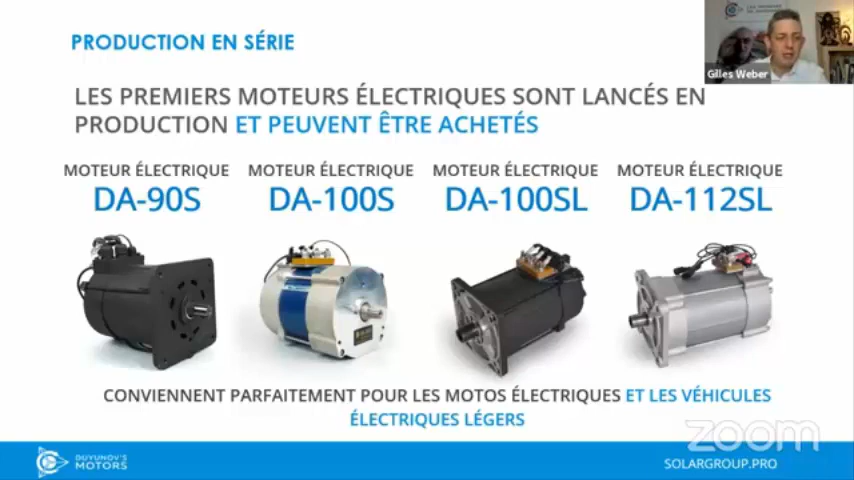 PRODUCTION EN SÉRIE
Gilles Weber
LES PREMIERS MOTEURS ÉLECTRIQUES SONT LANCÉS EN
PRODUCTION ET PEUVENT ÊTRE ACHETÉS
MOTEUR ÉLECTRIQUE
DA-90S
MOTEUR ÉLECTRIQUE
DA-100S
MOTEUR ÉLECTRIQUE
DA-100SL
MOTEUR ÉLECTRIQUE
DA-112SL
CONVIENNENT PARFAITEMENT POUR LES MOTOS ÉLECTRIQUES ET LES VÉHICULES
ÉLECTRIQUES LÉGERS
zoom
DUYUNOV'S
MOTORS
SOLARGROUP.PRO